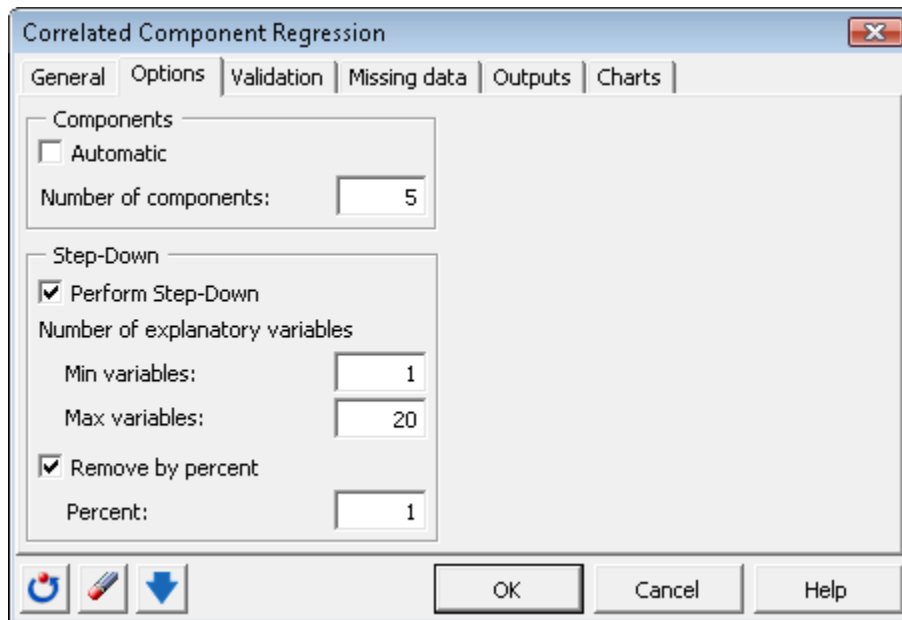 Correlated Component Regression
General Options Validation Missing data Outputs Charts
Components
Automatic
Number of components: 5
Step-Down
Perform Step-Down
Number of explanatory variables
Min variables: 1
Max variables: 20
Remove by percent
Percent: 1
OK Cancel Help